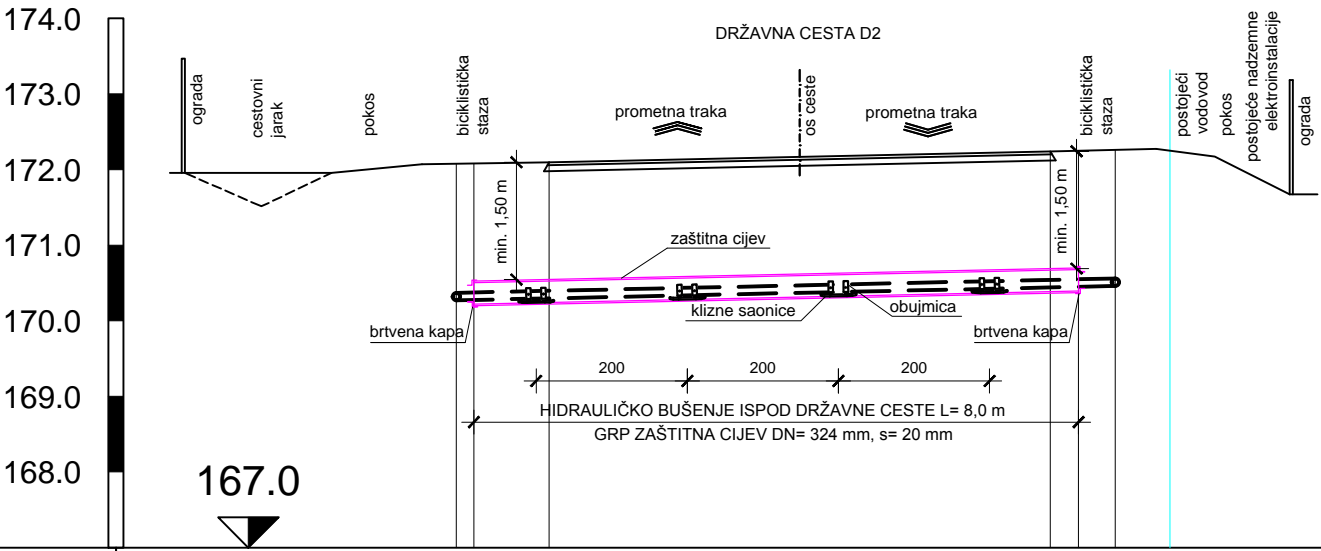 174.0
173.0
172.0
171.0
170.0
169.0
168.0
167.0
DRŽAVNA CESTA D2
ograda
cestovni
jarak
pokos
biciklistička
staza
prometna traka
os ceste
prometna traka
biciklistička
staza
postojeći
vodovod
pokos
postojeće nadzemne
elektroinstalacije
ograda
min. 1,50 m
min. 1,50 m
zaštitna cijev
klizne saonice
obujmica
brtvena kapa
brtvena kapa
200
200
200
HIDRAULIČKO BUŠENJE ISPOD DRŽAVNE CESTE L= 8,0 m
GRP ZAŠTITNA CIJEV DN= 324 mm, s= 20 mm